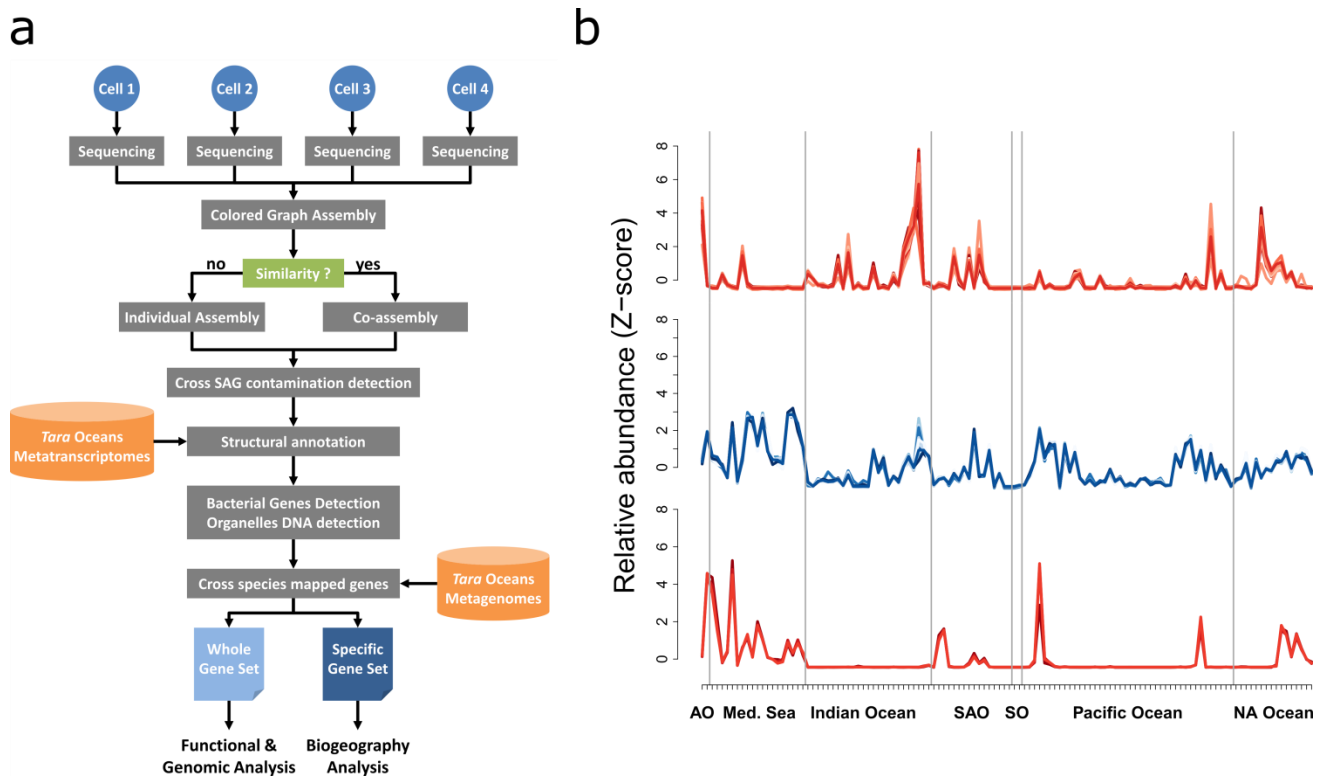 a
Cell 1
Cell 2
Cell 3
Cell 4
Sequencing
Sequencing
Sequencing
Sequencing
Colored Graph Assembly
no
Similarity ?
yes
Individual Assembly
Co-assembly
Cross SAG contamination detection
Tara Oceans
Metatranscriptomes
Structural annotation
Bacterial Genes Detection
Organelles DNA detection
Cross species mapped genes
Tara Oceans
Metagenomes
Whole
Gene Set
Specific
Gene Set
Functional &
Genomic Analysis
Biogeography
Analysis
b
Relative abundance (Z−score)
8
6
4
2
0
8
6
4
2
0
8
6
4
2
0
AO
Med. Sea
Indian Ocean
SAO
SO
Pacific Ocean
NA Ocean